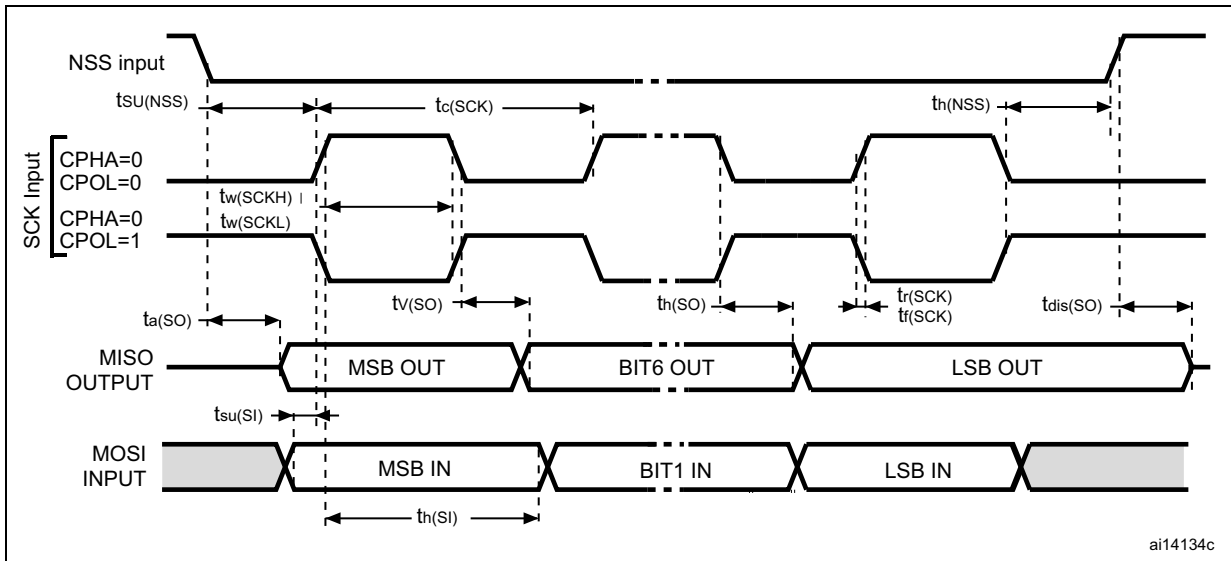 NSS input
tSU(NSS)
tc(SCK)
th(NSS)
SCK Input
CPHA=0
CPOL=0
tw(SCKH)
CPHA=0
tw(SCKL)
CPOL=1
tV(SO)
th(SO)
tr(SCK)
tf(SCK)
ta(SO)
tdis(SO)
MISO
OUTPUT
MSB OUT
BIT6 OUT
LSB OUT
tsu(SI)
MOSI
INPUT
MSB IN
BIT1 IN
LSB IN
th(SI)
ai14134c